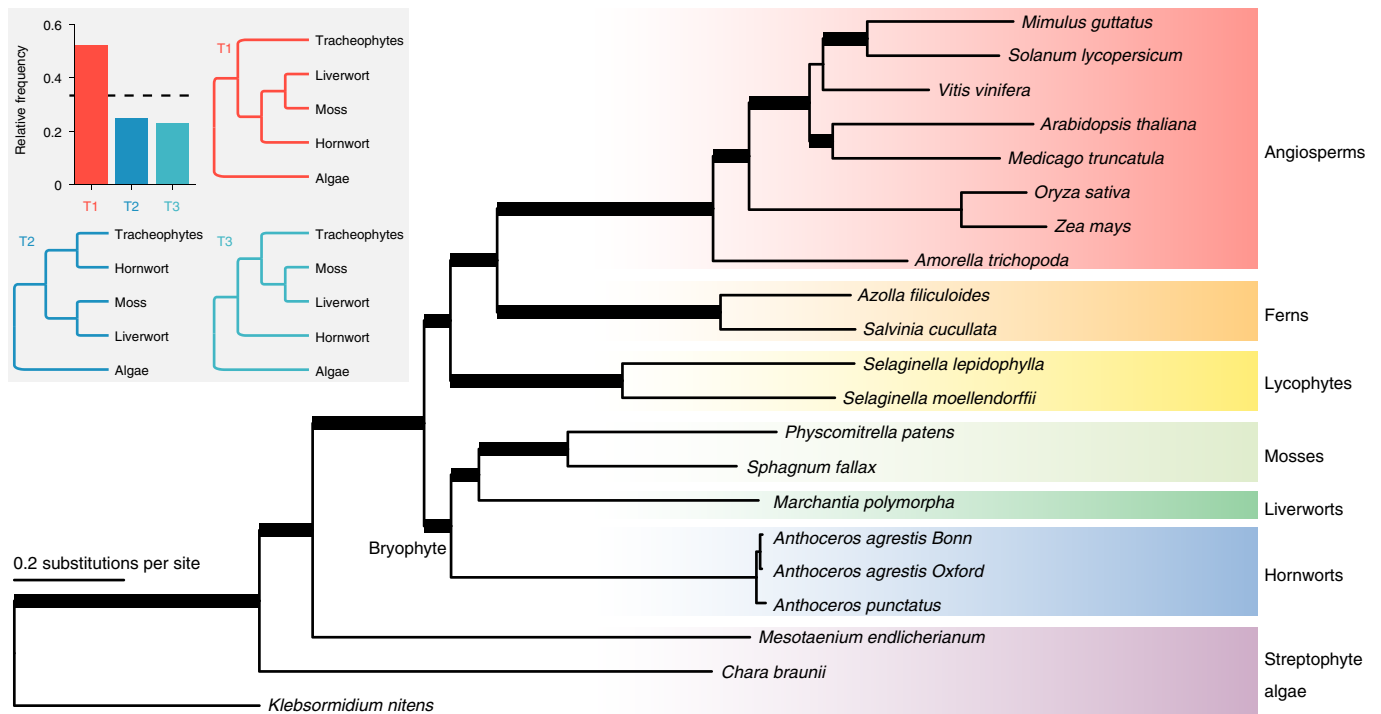 0.6
0.4
0.2
0
Relative frequency
T1
T2
T3
T1
Tracheophytes
Liverwort
Moss
Hornwort
Algae
T2
Tracheophytes
Hornwort
Moss
Liverwort
Algae
T3
Tracheophytes
Moss
Liverwort
Hornwort
Algae
Mimulus guttatus
Solanum lycopersicum
Vitis vinifera
Arabidopsis thaliana
Medicago truncatula
Oryza sativa
Zea mays
Amorella trichopoda
Angiosperms
Azolla filiculoides
Salvinia cucullata
Ferns
Selaginella lepidophylla
Selaginella moellendorffii
Lycophytes
Physcomitrella patens
Sphagnum fallax
Mosses
Marchantia polymorpha
Liverworts
Bryophyte
Anthoceros agrestis Bonn
Anthoceros agrestis Oxford
Anthoceros punctatus
Hornworts
0.2 substitutions per site
Mesotaenium endlicherianum
Chara braunii
Klebsormidium nitens
Streptophyte
algae